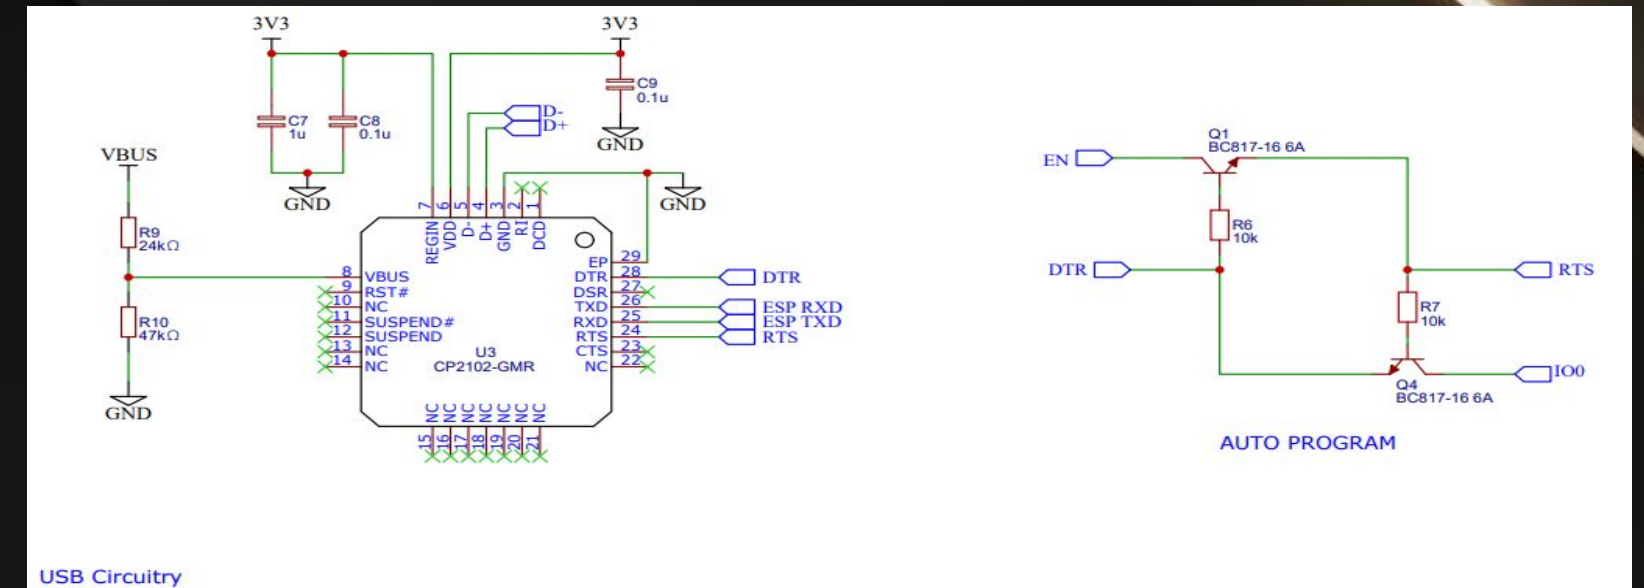 3V3
3V3
C7
1u
C8
0.1u
C9
0.1u
D-
D+
GND
GND
GND
VBUS
R9
24kΩ
R10
47kΩ
GND
7
6
5
4
3
2
1
REGIN
VDD
D-
D+
GND
RI
DCD
8 VBUS
9 RST#
10 NC
11 SUSPEND#
12 SUSPEND
13 NC
14 NC
EP 29
DTR 28
DSR 27
TXD 26
RXD 25
RTS 24
CTS 23
NC 22
U3
CP2102-GMR
NC NC NC NC NC NC NC
15 16 17 18 19 20 21
DTR
ESP RXD
ESP TXD
RTS
Q1
BC817-16 6A
EN
R6
10k
DTR
RTS
R7
10k
IO0
Q4
BC817-16 6A
AUTO PROGRAM
USB Circuitry